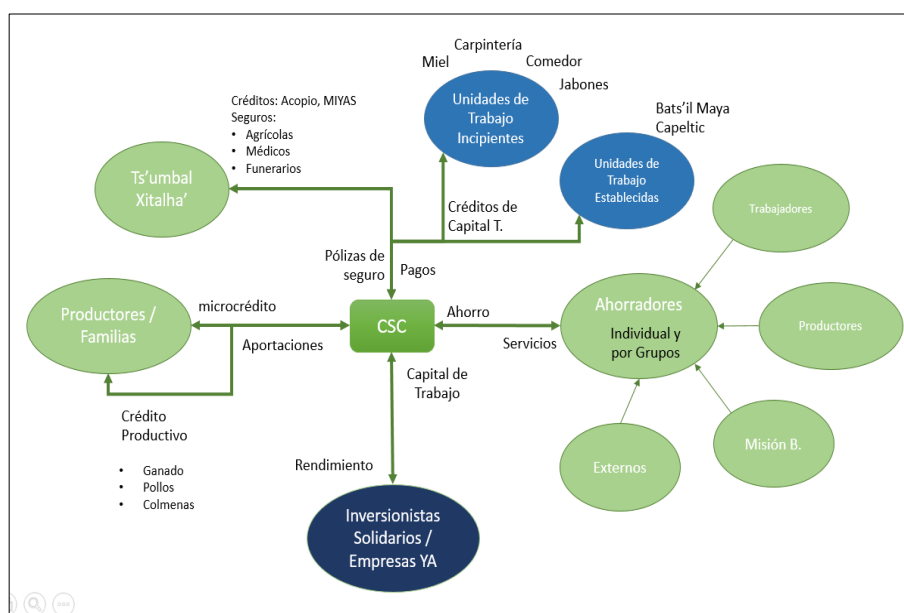 Carpintería
Miel
Comedor
Jabones
Unidades de
Trabajo
Incipientes
Créditos: Acopio, MIYAS
Seguros:
• Agrícolas
• Médicos
• Funerarios
Bats'il Maya
Capeltic
Ts'umbal
Xitalha'
Unidades de
Trabajo
Establecidas
Créditos de
Capital T.
Trabajadores
Pólizas de
seguro
Pagos
Productores /
Familias
microcrédito
Aportaciones
CSC
Ahorro
Servicios
Ahorradores
Individual y
por Grupos
Productores
Capital de
Trabajo
Crédito
Productivo
• Ganado
• Pollos
• Colmenas
Misión B.
Externos
Rendimiento
Inversionistas
Solidarios /
Empresas YA